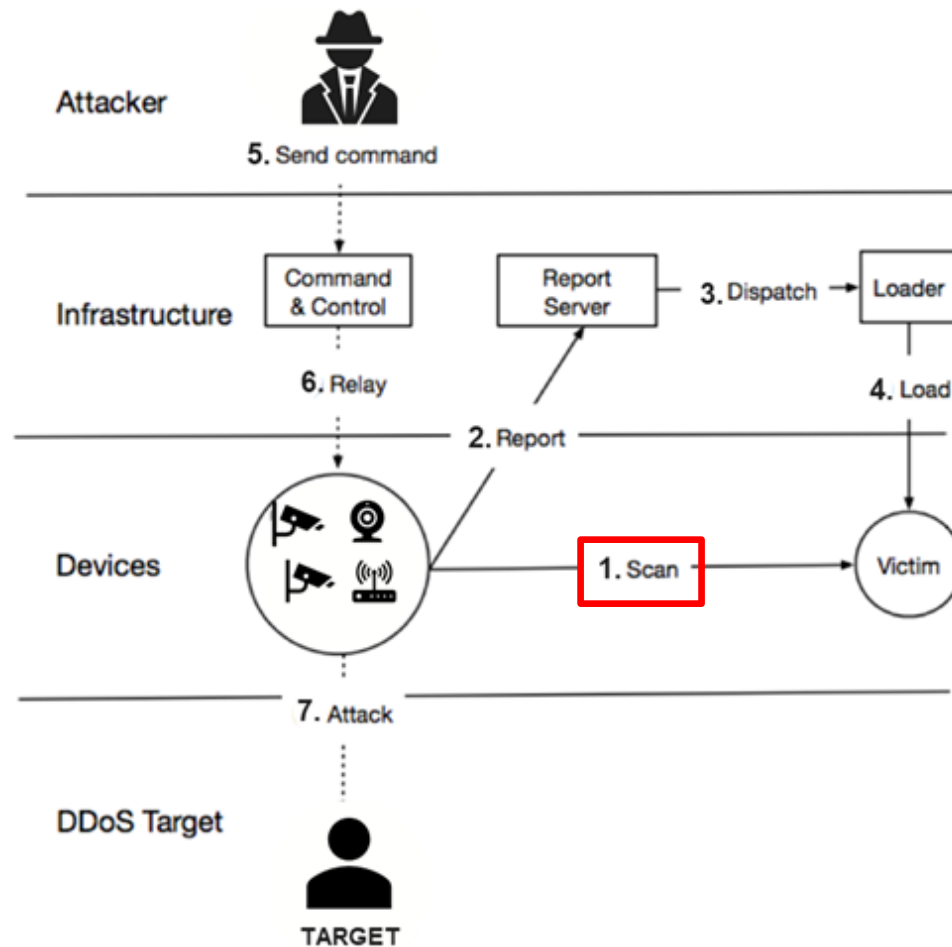 Attacker
5. Send command
Infrastructure
Command
& Control
Report
Server
3. Dispatch
Loader
6. Relay
4. Load
2. Report
Devices
1. Scan
Victim
7. Attack
DDoS Target
TARGET